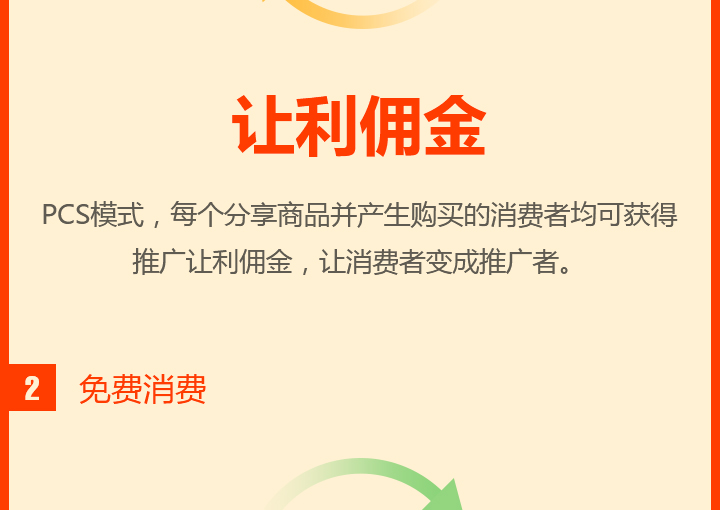 让利佣金
PCS模式，每个分享商品并产生购买的消费者均可获得
推广让利佣金，让消费者变成推广者。
2 免费消费